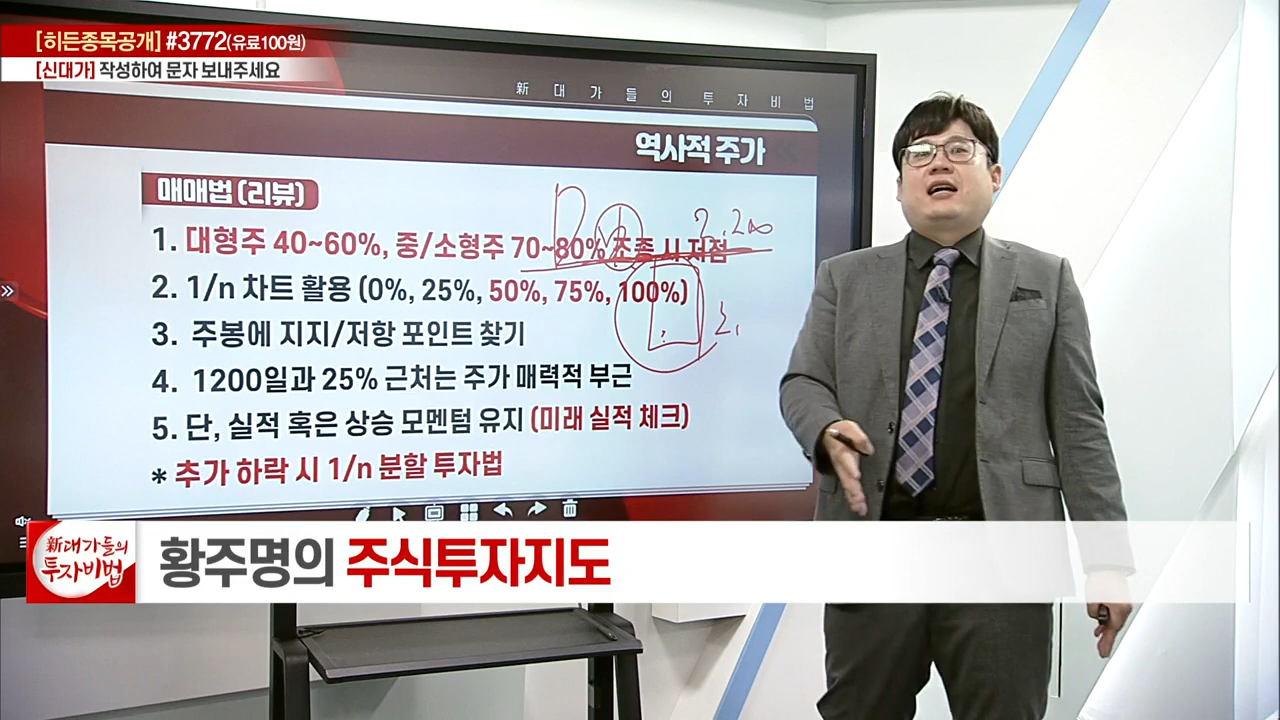 [히든종목공개] #3772(유료100원)
[신대가] 작성하여 문자 보내주세요
新 대 가 들 의 투 자 비 법
역사적 주가
매매법 (리뷰)
1. 대형주 40~60%, 중/소형주 70~80% 조종 시 저점
2. 1/n 차트 활용 (0%, 25%, 50%, 75%, 100%)
3. 주봉에 지지/저항 포인트 찾기
4. 1200일과 25% 근처는 주가 매력적 부근
5. 단, 실적 혹은 상승 모멘텀 유지 (미래 실적 체크)
* 추가 하락 시 1/n 분할 투자법
新대가들의
투자비법
황주명의 주식투자지도